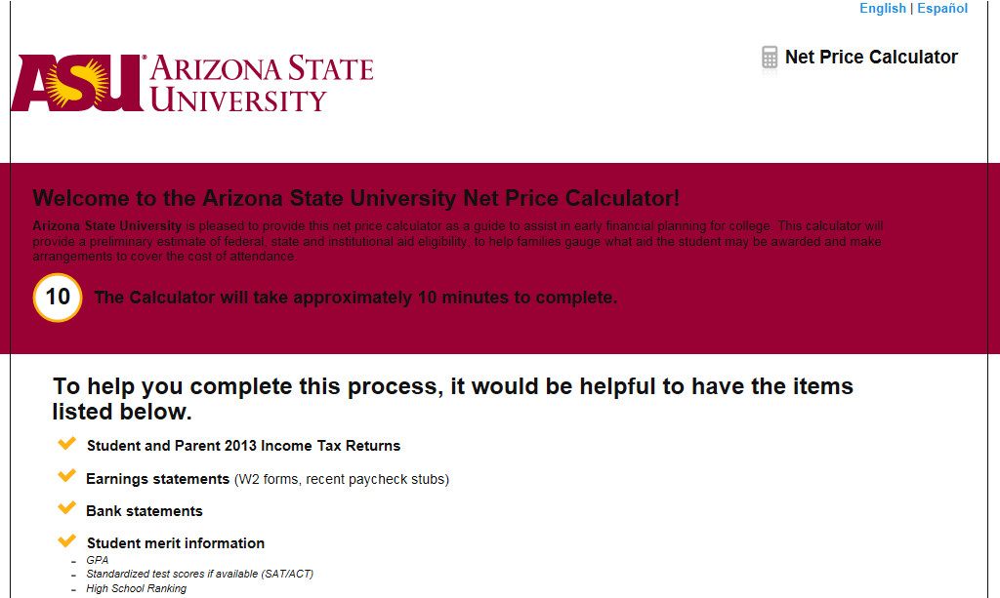 English | Español
ASU® ARIZONA STATE
UNIVERSITY
Net Price Calculator
Welcome to the Arizona State University Net Price Calculator!
Arizona State University is pleased to provide this net price calculator as a guide to assist in early financial planning for college. This calculator will
provide a preliminary estimate of federal, state and institutional aid eligibility, to help families gauge what aid the student may be awarded and make
arrangements to cover the cost of attendance.
10 The Calculator will take approximately 10 minutes to complete.
To help you complete this process, it would be helpful to have the items
listed below.
Student and Parent 2013 Income Tax Returns
Earnings statements (W2 forms, recent paycheck stubs)
Bank statements
Student merit information
- GPA
- Standardized test scores if available (SAT/ACT)
- High School Ranking